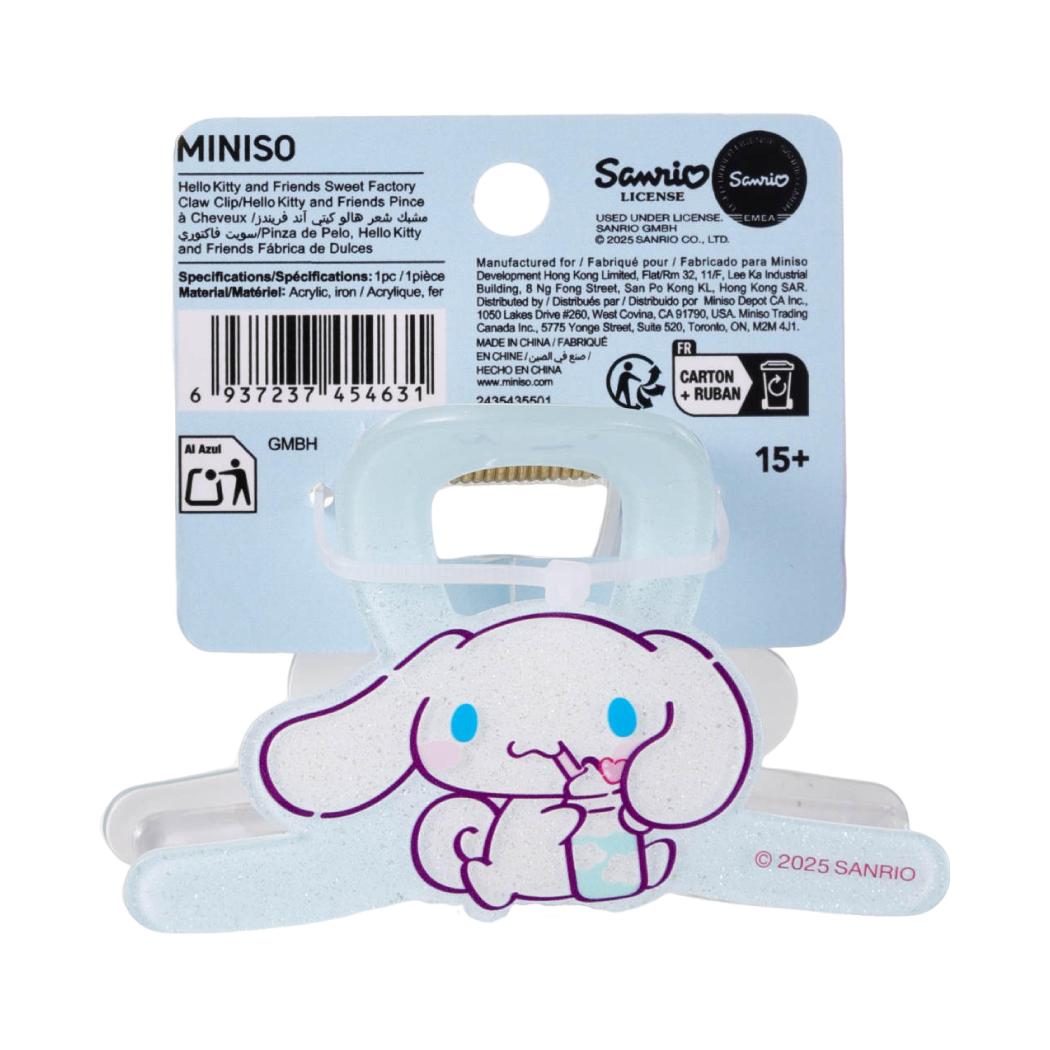 MINISO
Hello Kitty and Friends Sweet Factory
Claw Clip/Hello Kitty and Friends Pince
à Cheveux /مشبك شعر هالو كيتي آند فريندز
سويت فاكتوري/Pinza de Pelo, Hello Kitty
and Friends Fábrica de Dulces
Specifications/Spécifications: 1pc / 1pièce
Material/Matériel: Acrylic, iron / Acrylique, fer
6 937237 454631
Al Azul
GMBH
Sanrio
LICENSE
USED UNDER LICENSE.
SANRIO GMBH
© 2025 SANRIO CO., LTD.
Sanrio
EMEA
Manufactured for / Fabriqué pour / Fabricado para Miniso
Development Hong Kong Limited, Flat/Rm 32, 11/F, Lee Ka Industrial
Building, 8 Ng Fong Street, San Po Kong KL, Hong Kong SAR.
Distributed by / Distribués par / Distribuido por Miniso Depot CA Inc.,
1050 Lakes Drive #260, West Covina, CA 91790, USA. Miniso Trading
Canada Inc., 5775 Yonge Street, Suite 520, Toronto, ON, M2M 4J1.
MADE IN CHINA / FABRIQUÉ
EN CHINE / صنع في الصين /
HECHO EN CHINA
www.miniso.com
2435435501
FR
CARTON
+ RUBAN
15+
© 2025 SANRIO